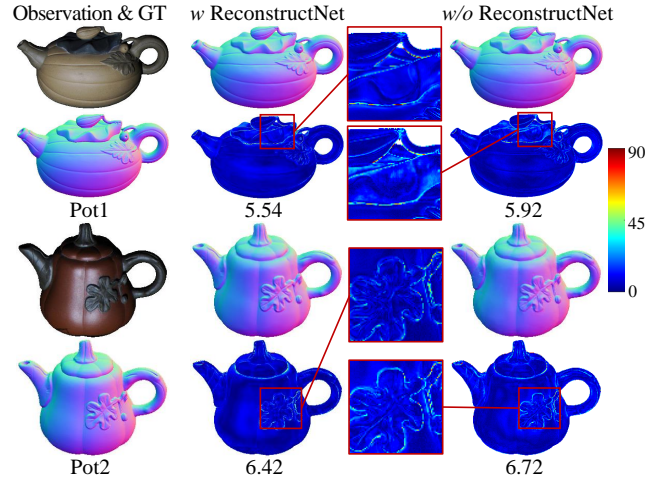 Observation & GT
w ReconstructNet
w/o ReconstructNet
90
45
0
Pot1
5.54
5.92
Pot2
6.42
6.72